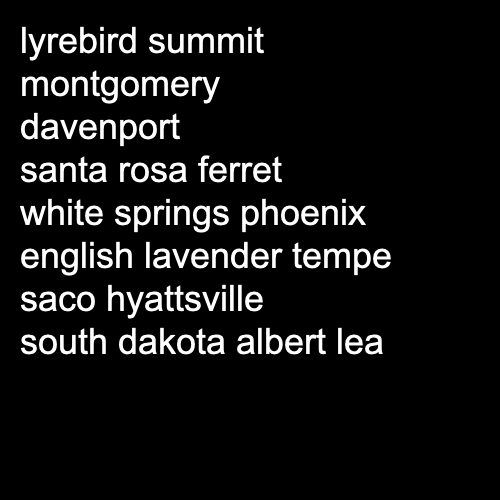 lyrebird summit
montgomery
davenport
santa rosa ferret
white springs phoenix
english lavender tempe
saco hyattsville
south dakota albert lea